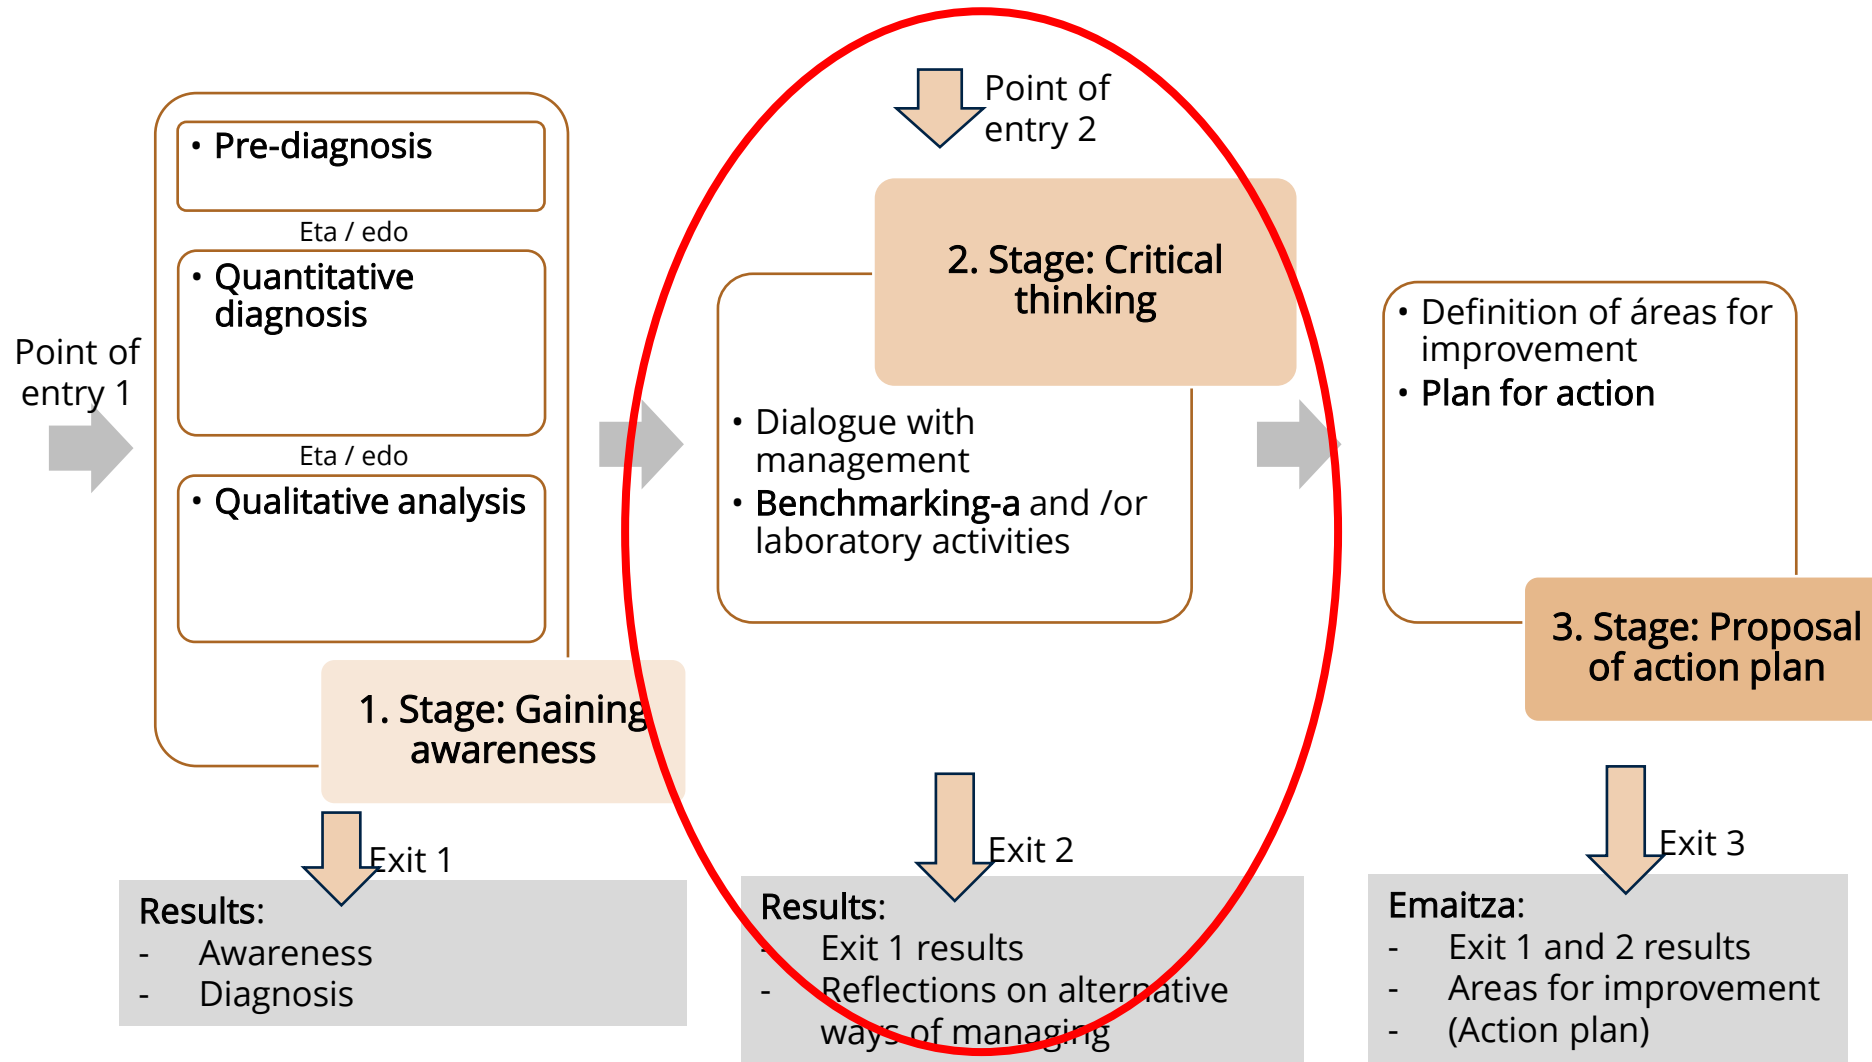 Point of
entry 1
• Pre-diagnosis
Eta / edo
• Quantitative
diagnosis
Eta / edo
• Qualitative analysis
1. Stage: Gaining
awareness
Exit 1
Results:
- Awareness
- Diagnosis
Point of
entry 2
2. Stage: Critical
thinking
• Dialogue with
management
• Benchmarking-a and /or
laboratory activities
Exit 2
Results:
- Exit 1 results
- Reflections on alternative
ways of managing
• Definition of áreas for
improvement
• Plan for action
3. Stage: Proposal
of action plan
Exit 3
Emaitza:
- Exit 1 and 2 results
- Areas for improvement
- (Action plan)